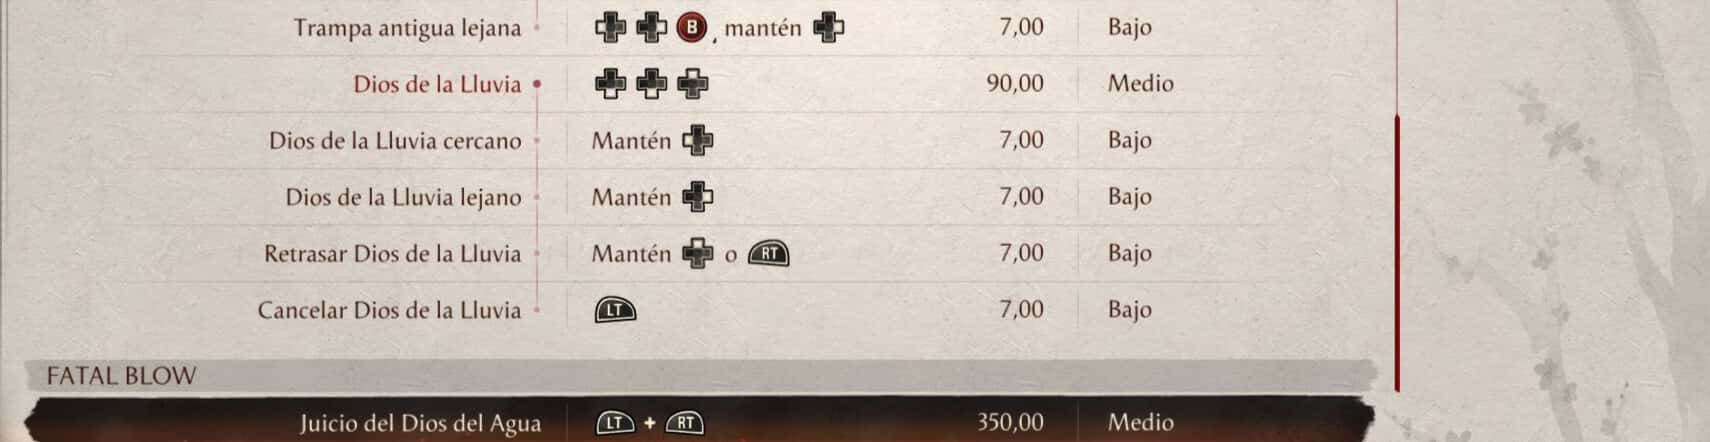 Trampa antigua lejana B , mantén 7,00 Bajo
Dios de la Lluvia 90,00 Medio
Dios de la Lluvia cercano Mantén 7,00 Bajo
Dios de la Lluvia lejano Mantén 7,00 Bajo
Retrasar Dios de la Lluvia Mantén o RT 7,00 Bajo
Cancelar Dios de la Lluvia LT 7,00 Bajo
FATAL BLOW
Juicio del Dios del Agua LT + RT 350,00 Medio